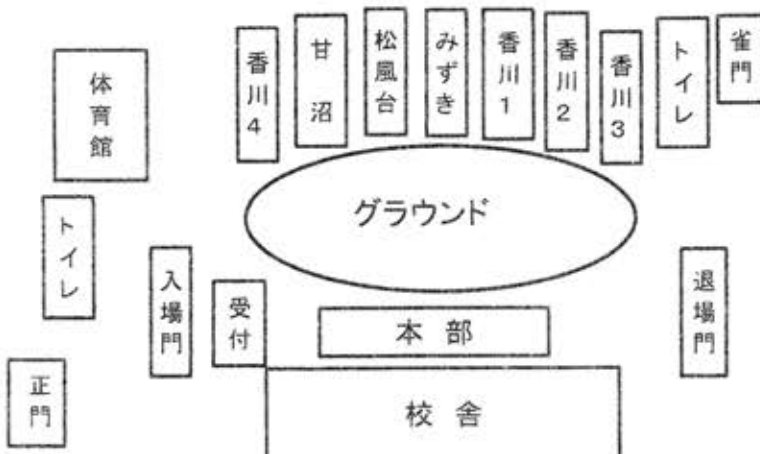 体育館
香川4
甘沼
松風台
みずき
香川1
香川2
香川3
トイレ
雀門
グラウンド
トイレ
入場門
受付
本部
退場門
正門
校舎